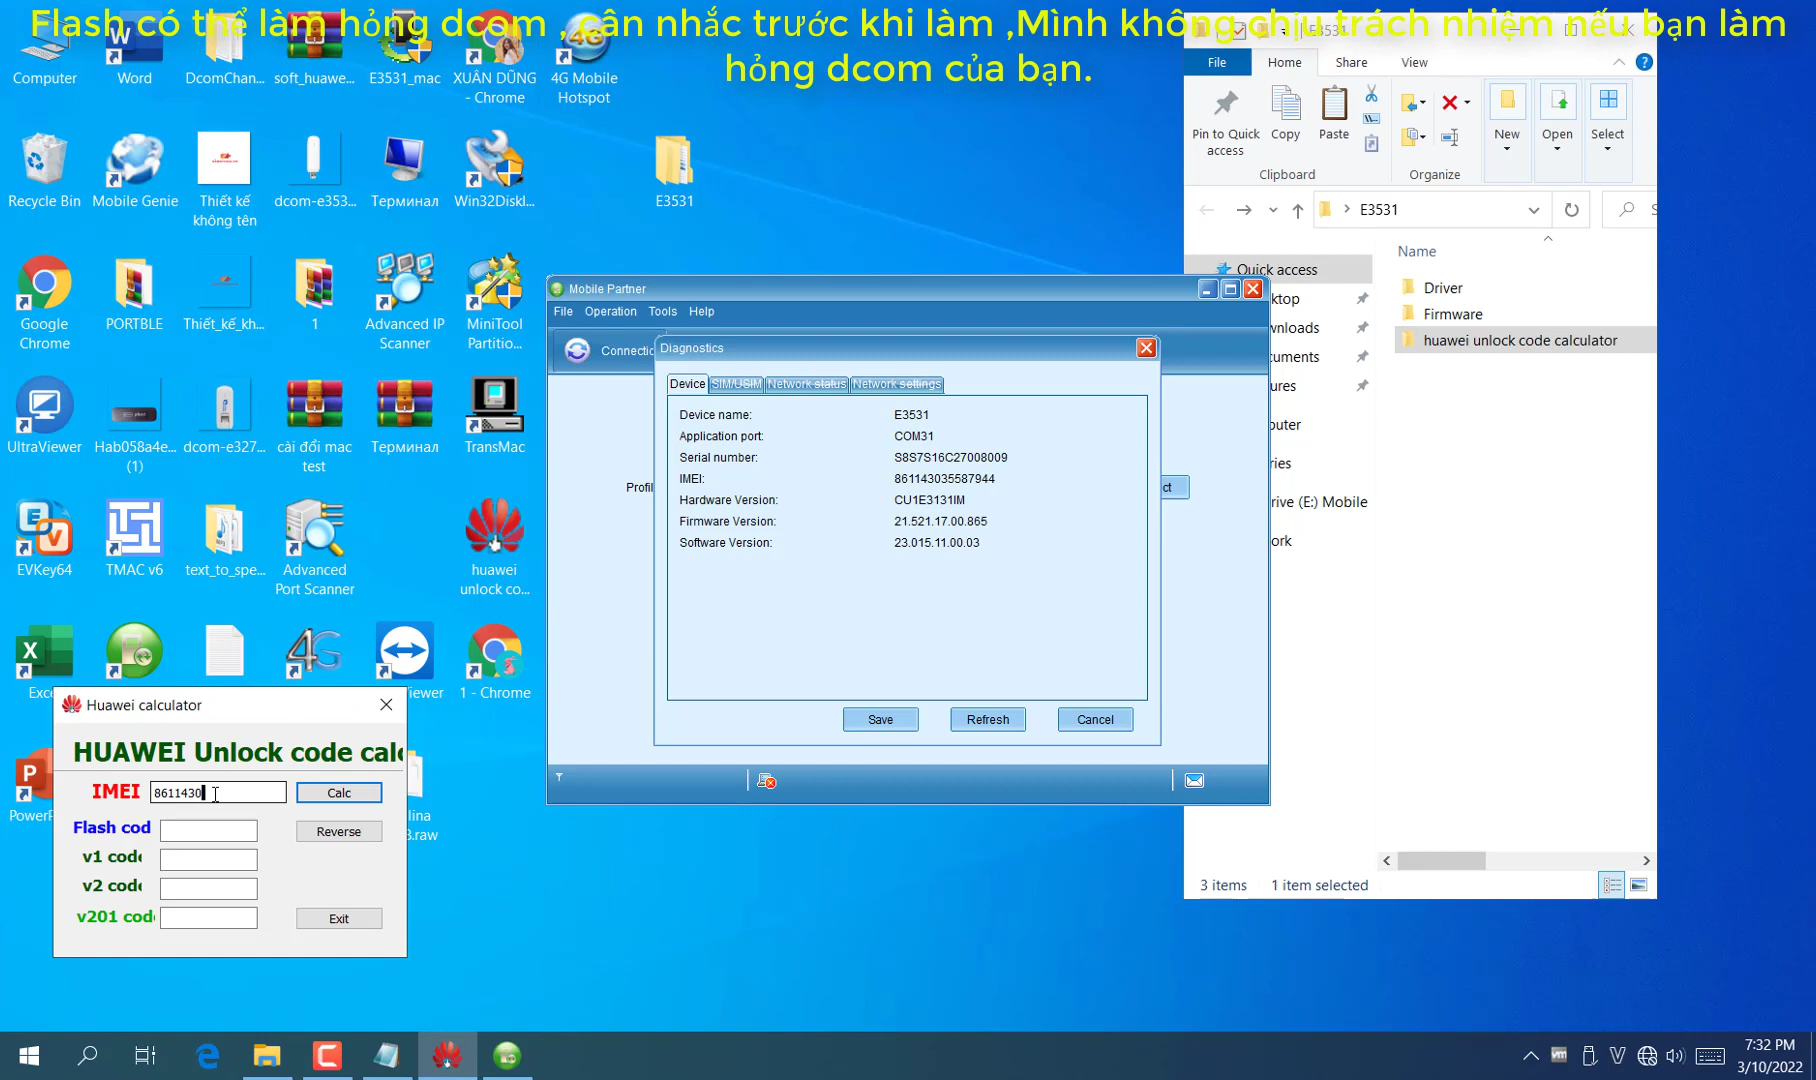 Flash có thể làm hỏng dcom , cân nhắc trước khi làm ,Mình không chịu trách nhiệm nếu bạn làm
hỏng dcom của bạn.
Computer
Word
DcomChan...
soft_huawe...
E3531_mac
XUÂN DŨNG
- Chrome
4G Mobile
Hotspot
Recycle Bin
Mobile Genie
Thiết kế
không tên
dcom-e353...
Терминал
Win32DiskI...
E3531
Google
Chrome
PORTBLE
Thiết_kế_kh...
1
Advanced IP
Scanner
MiniTool
Partitio...
UltraViewer
Hab058a4e...
(1)
dcom-e327...
cài đổi mac
test
Терминал
TransMac
EVKey64
TMAC v6
text_to_spe...
Advanced
Port Scanner
huawei
unlock co...
1 - Chrome
Huawei calculator
HUAWEI Unlock code calc
IMEI
8611430
Calc
Flash cod
Reverse
v1 code
v2 code
v201 cod
Exit
Mobile Partner
File
Operation
Tools
Help
Diagnostics
Device
SIM/USIM
Network status
Network settings
Device name:
E3531
Application port:
COM31
Serial number:
S8S7S16C27008009
IMEI:
861143035587944
Hardware Version:
CU1E3131IM
Firmware Version:
21.521.17.00.865
Software Version:
23.015.11.00.03
Save
Refresh
Cancel
E3531
File
Home
Share
View
Pin to Quick
access
Copy
Paste
New
Open
Select
Clipboard
Organize
E3531
Name
Quick access
Driver
Firmware
huawei unlock code calculator
(E:) Mobile
3 items
1 item selected
7:32 PM
3/10/2022